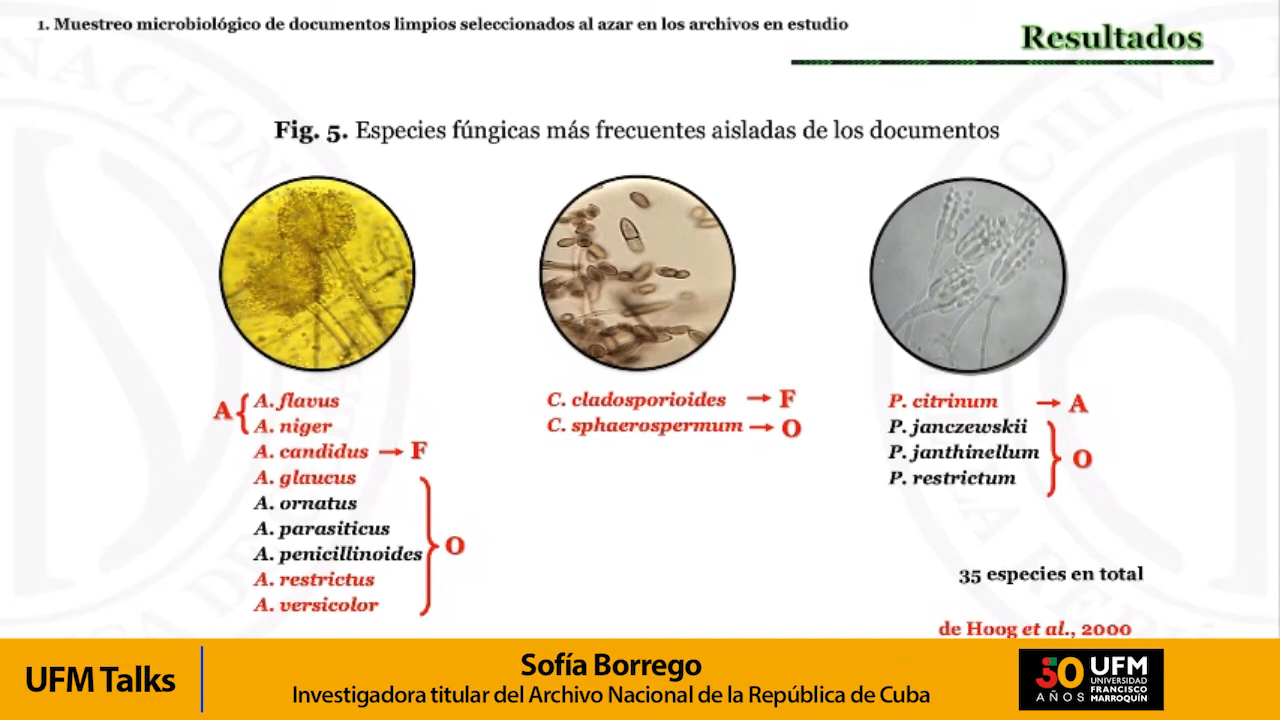 1. Muestreo microbiológico de documentos limpios seleccionados al azar en los archivos en estudio
Resultados
Fig. 5. Especies fúngicas más frecuentes aisladas de los documentos
A
A. flavus
A. niger
A. candidus → F
A. glaucus
A. ornatus
A. parasiticus
A. penicillinoides
A. restrictus
A. versicolor
O
C. cladosporioides → F
C. sphaerospermum → O
P. citrinum → A
P. janczewskii
P. janthinellum
P. restrictum
O
35 especies en total
de Hoog et al., 2000
UFM Talks
Sofía Borrego
Investigadora titular del Archivo Nacional de la República de Cuba
50
AÑOS
UFM
UNIVERSIDAD
FRANCISCO
MARROQUÍN